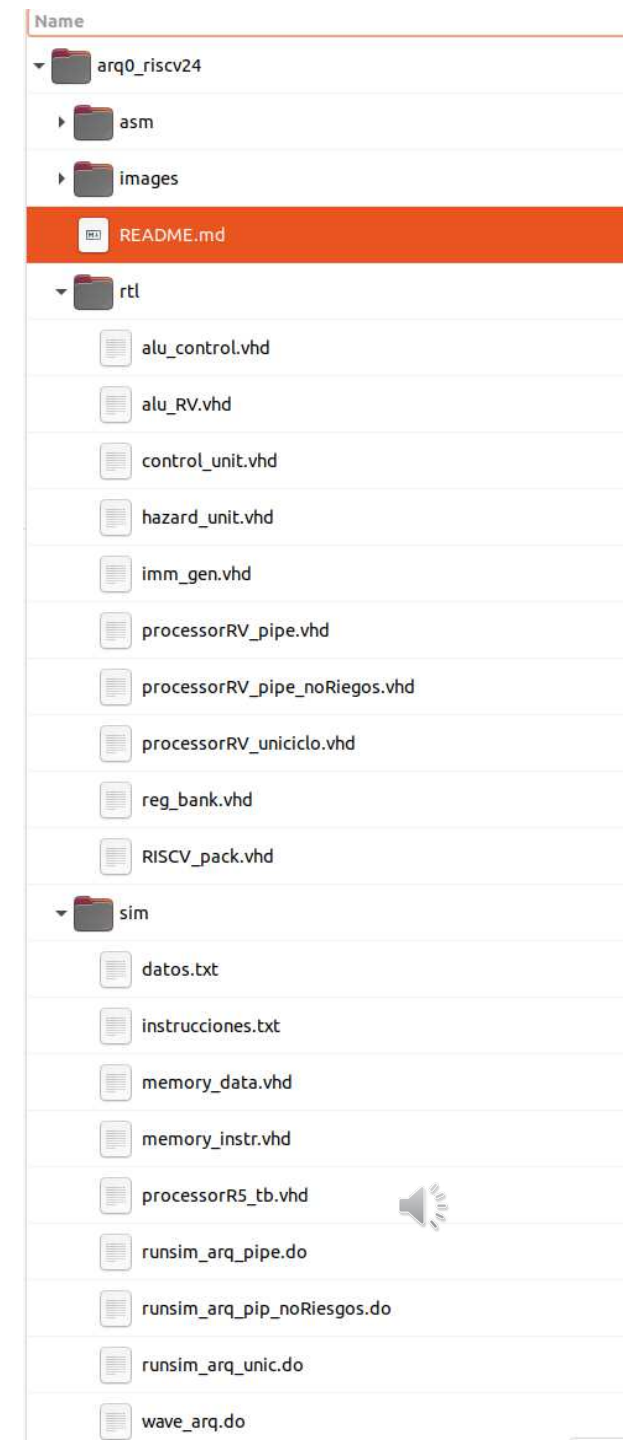 Name
arq0_riscv24
asm
images
README.md
rtl
alu_control.vhd
alu_RV.vhd
control_unit.vhd
hazard_unit.vhd
imm_gen.vhd
processorRV_pipe.vhd
processorRV_pipe_noRiegos.vhd
processorRV_uniciclo.vhd
reg_bank.vhd
RISCV_pack.vhd
sim
datos.txt
instrucciones.txt
memory_data.vhd
memory_instr.vhd
processorR5_tb.vhd
runsim_arq_pipe.do
runsim_arq_pip_noRiesgos.do
runsim_arq_unic.do
wave_arq.do